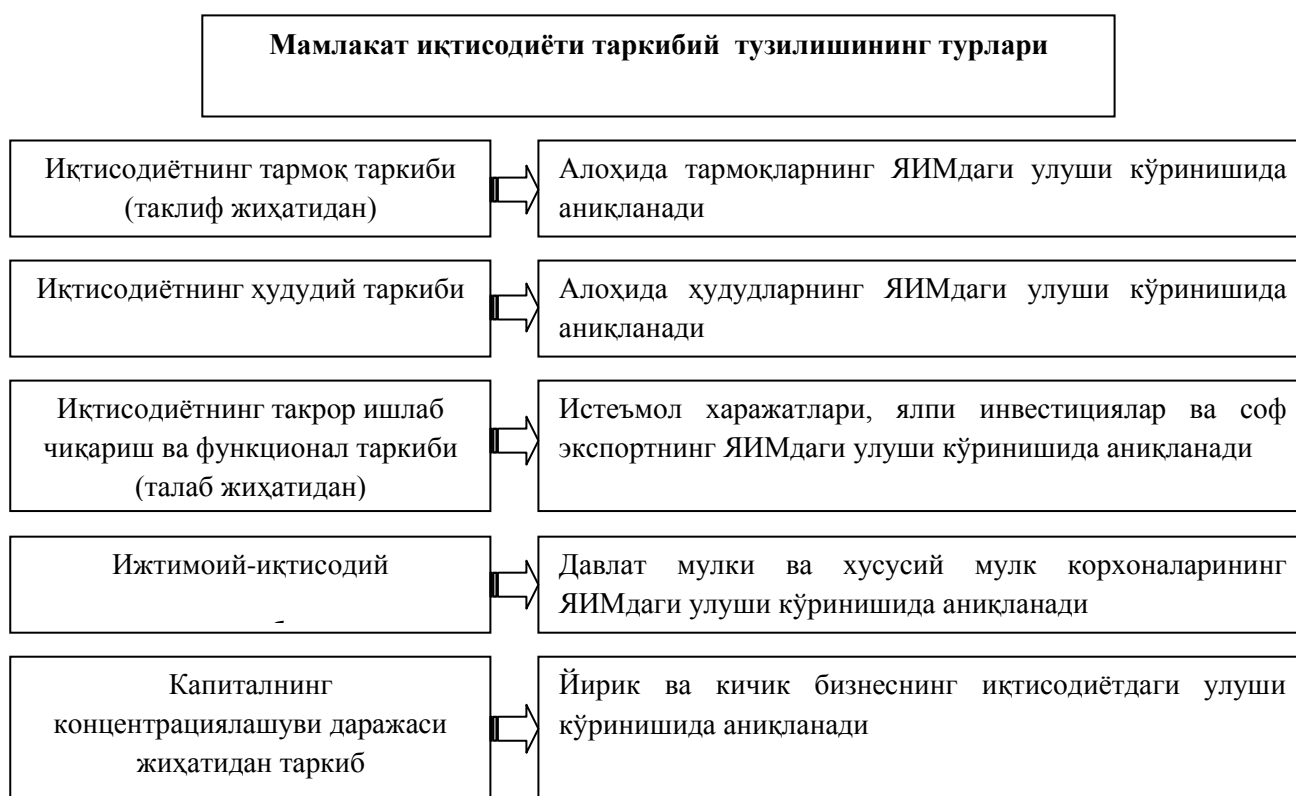 Мамлакат иқтисодиёти таркибий тузилишининг турлари
Иқтисодиётнинг тармоқ таркиби
(таклиф жиҳатидан)
Алоҳида тармоқларнинг ЯИМдаги улуши кўринишида
аниқланади
Иқтисодиётнинг ҳудудий таркиби
Алоҳида ҳудудларнинг ЯИМдаги улуши кўринишида
аниқланади
Иқтисодиётнинг такрор ишлаб
чиқариш ва функционал таркиби
(талаб жиҳатидан)
Истеъмол харажатлари, ялпи инвестициялар ва соф
экспортнинг ЯИМдаги улуши кўринишида аниқланади
Ижтимоий-иқтисодий
Давлат мулки ва хусусий мулк корхоналарининг
ЯИМдаги улуши кўринишида аниқланади
Капиталнинг
концентрациялашуви даражаси
жиҳатидан таркиб
Йирик ва кичик бизнеснинг иқтисодиётдаги улуши
кўринишида аниқланади